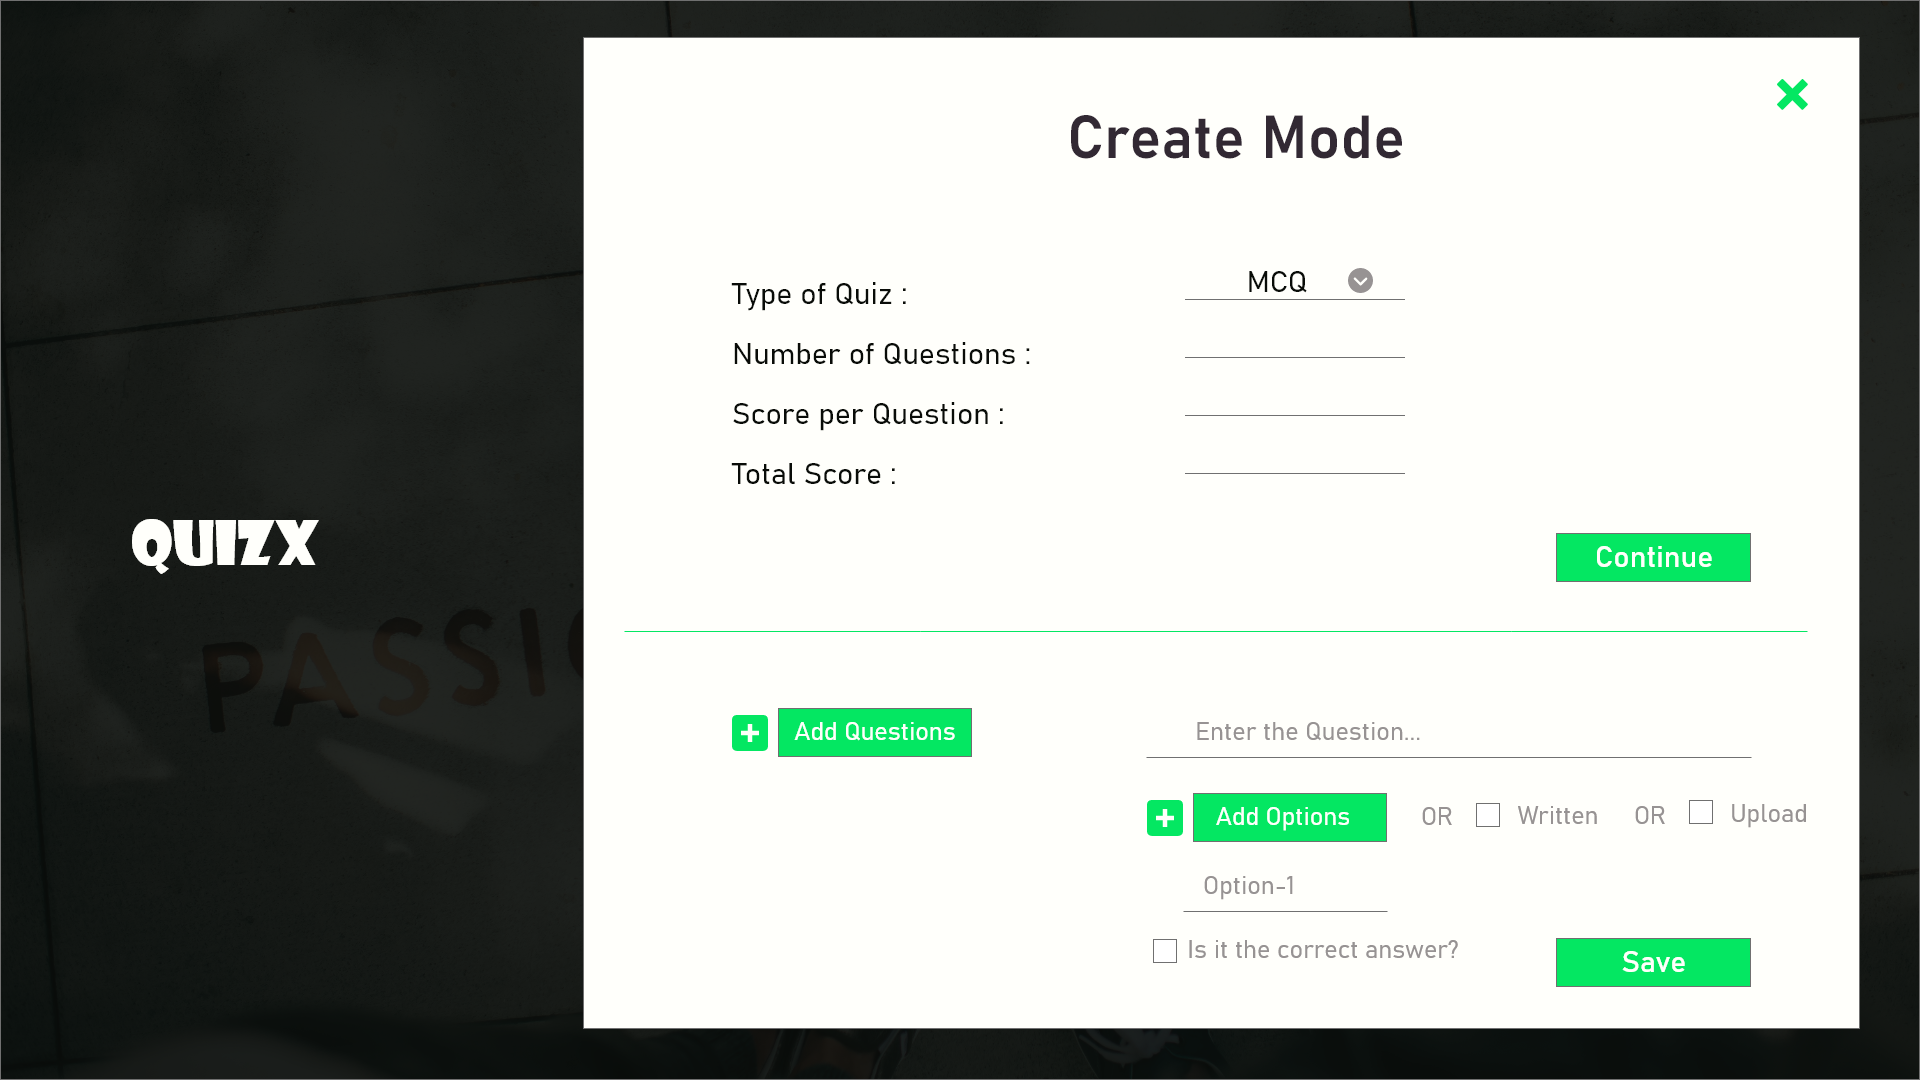 Create Mode
Type of Quiz :
MCQ
Number of Questions :
Score per Question :
Total Score :
QUIZX
Continue
PASSI
Add Questions
Enter the Question...
Add Options
OR
Written
OR
Upload
Option-1
Is it the correct answer?
Save